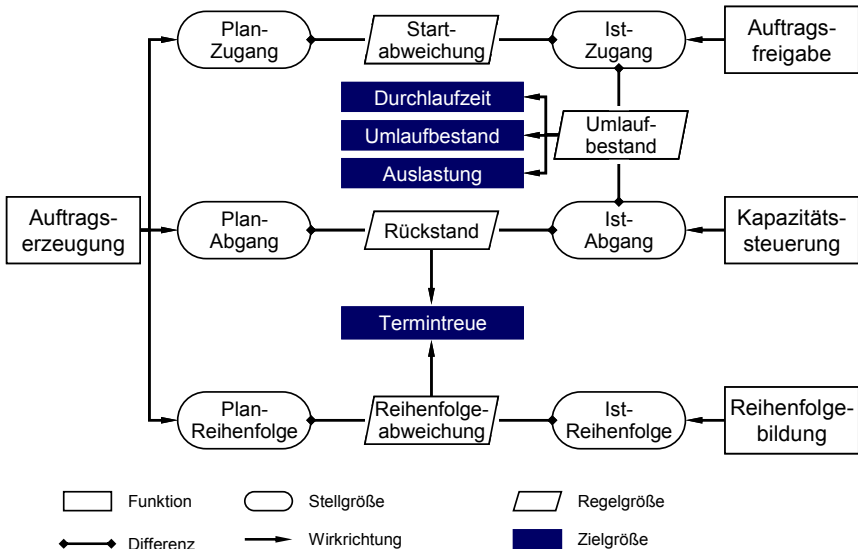 Plan-
Zugang
Start-
abweichung
Ist-
Zugang
Auftrags-
freigabe
Durchlaufzeit
Umlaufbestand
Auslastung
Umlauf-
bestand
Auftrags-
erzeugung
Plan-
Abgang
Rückstand
Ist-
Abgang
Kapazitäts-
steuerung
Termintreue
Plan-
Reihenfolge
Reihenfolge-
abweichung
Ist-
Reihenfolge
Reihenfolge-
bildung
Funktion
Stellgröße
Regelgröße
Differenz
Wirkrichtung
Zielgröße